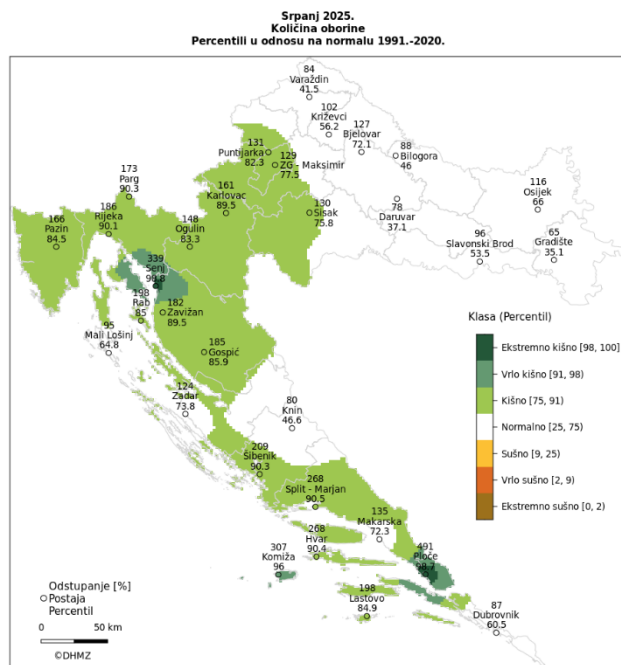 Srpanj 2025.
Količina oborine
Percentili u odnosu na normalu 1991.-2020.
84
Varaždin
41.5
102
Križevci
56.2
127
Bjelovar
72.1
88
Bilogora
46
131
Puntijarka
82.3
129
ZG - Maksimir
77.5
116
Osijek
66
173
Parg
90.3
161
Karlovac
89.5
130
Sisak
75.8
78
Daruvar
37.1
186
Rijeka
90.1
166
Pazin
84.5
148
Ogulin
83.3
96
Slavonski Brod
53.5
65
Gradište
35.1
339
Senj
99.8
198
Rab
85
182
Zavižan
89.5
95
Mali Lošinj
64.8
185
Gospić
85.9
124
Zadar
73.8
80
Knin
46.6
209
Šibenik
90.3
268
Split - Marjan
90.5
135
Makarska
72.3
268
Hvar
90.4
307
Komiža
96
491
Ploče
98.7
198
Lastovo
84.9
87
Dubrovnik
60.5
Klasa (Percentil)
Ekstremno kišno [98, 100]
Vrlo kišno [91, 98)
Kišno [75, 91)
Normalno [25, 75)
Sušno [9, 25)
Vrlo sušno [2, 9)
Ekstremno sušno [0, 2)
Odstupanje [%]
Postaja
Percentil
0 50 km
©DHMZ